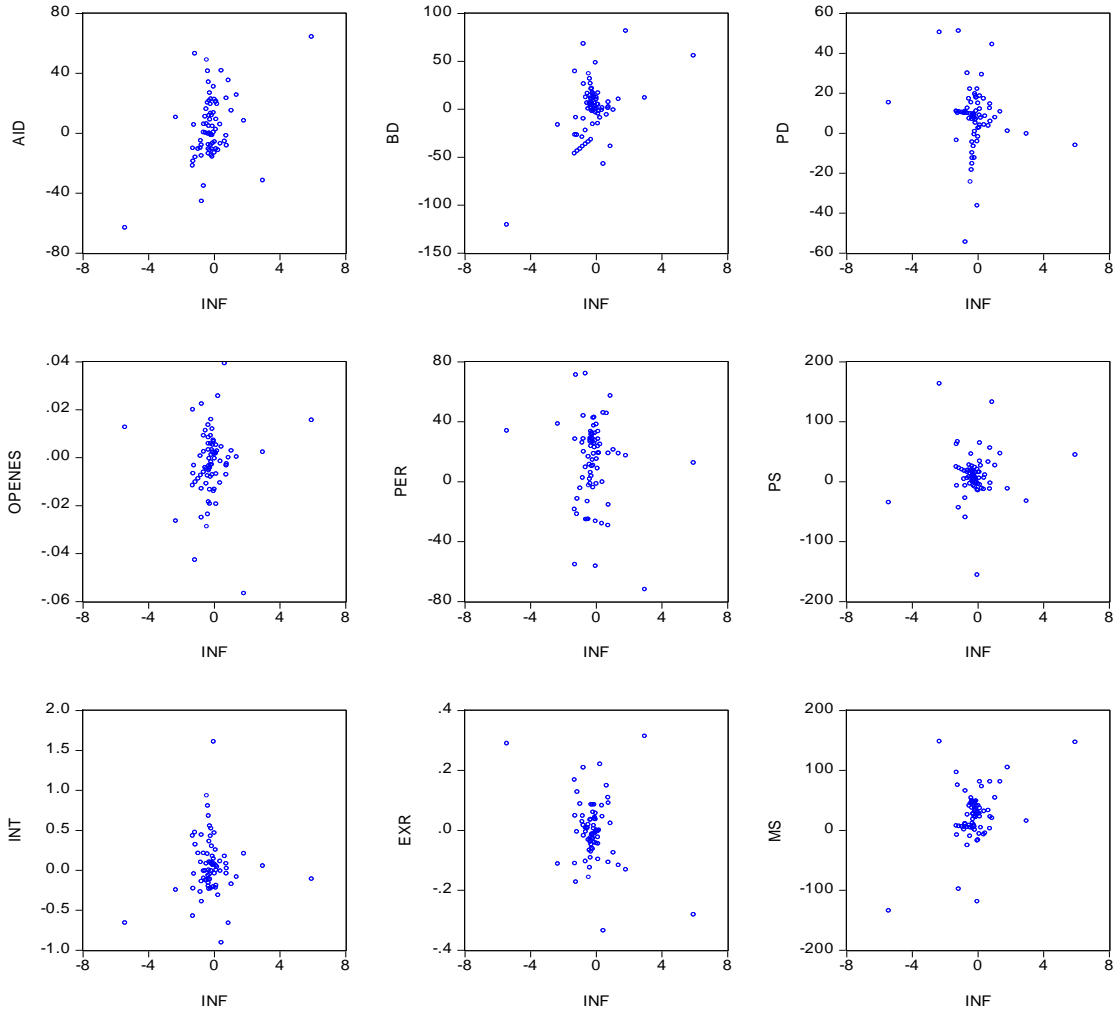 80
40
0
-40
-80
AID
-8 -4 0 4 8
INF
100
50
0
-50
-100
-150
BD
-8 -4 0 4 8
INF
60
40
20
0
-20
-40
-60
PD
-8 -4 0 4 8
INF
.04
.02
.00
-.02
-.04
-.06
OPENES
-8 -4 0 4 8
INF
80
40
0
-40
-80
PER
-8 -4 0 4 8
INF
200
100
0
-100
-200
PS
-8 -4 0 4 8
INF
2.0
1.5
1.0
0.5
0.0
-0.5
-1.0
INT
-8 -4 0 4 8
INF
.4
.2
.0
-.2
-.4
EXR
-8 -4 0 4 8
INF
200
100
0
-100
-200
MS
-8 -4 0 4 8
INF